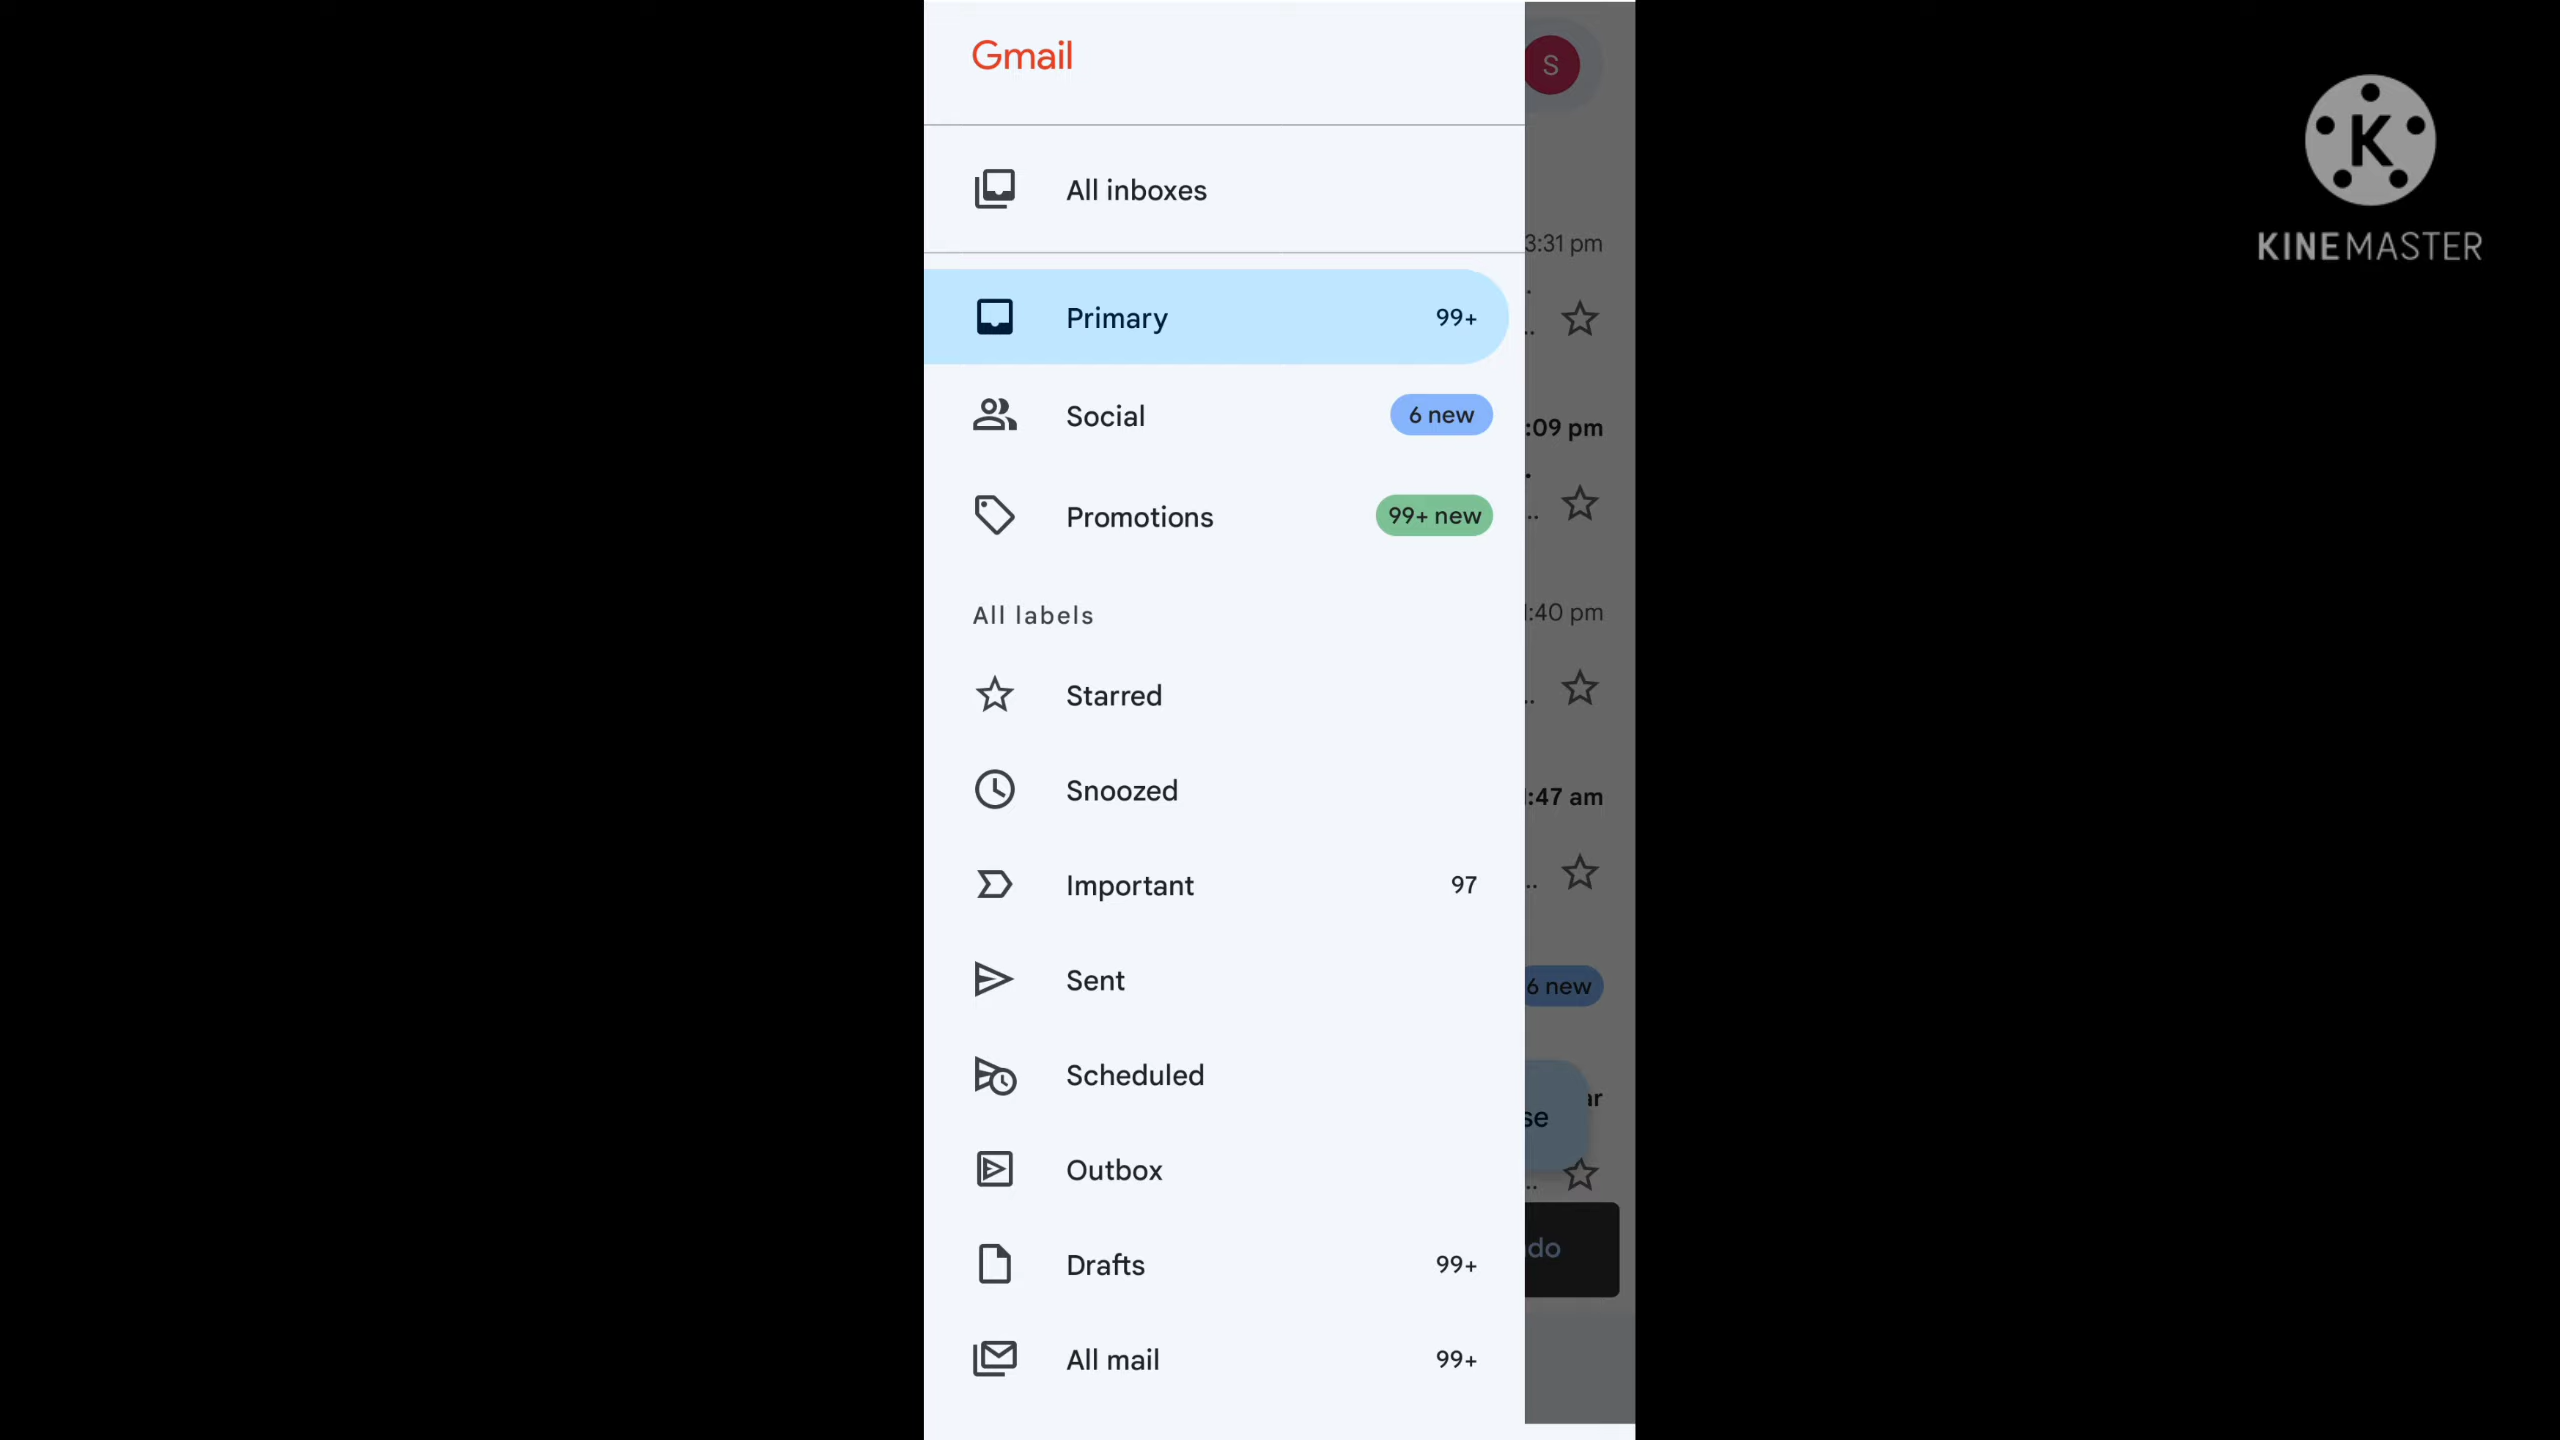 Gmail
S
K
KINEMASTER
All inboxes
3:31 pm
Primary 99+
Social 6 new
:09 pm
Promotions 99+ new
All labels
:40 pm
Starred
Snoozed
:47 am
Important 97
Sent
6 new
Scheduled
ar
se
Outbox
do
Drafts 99+
All mail 99+